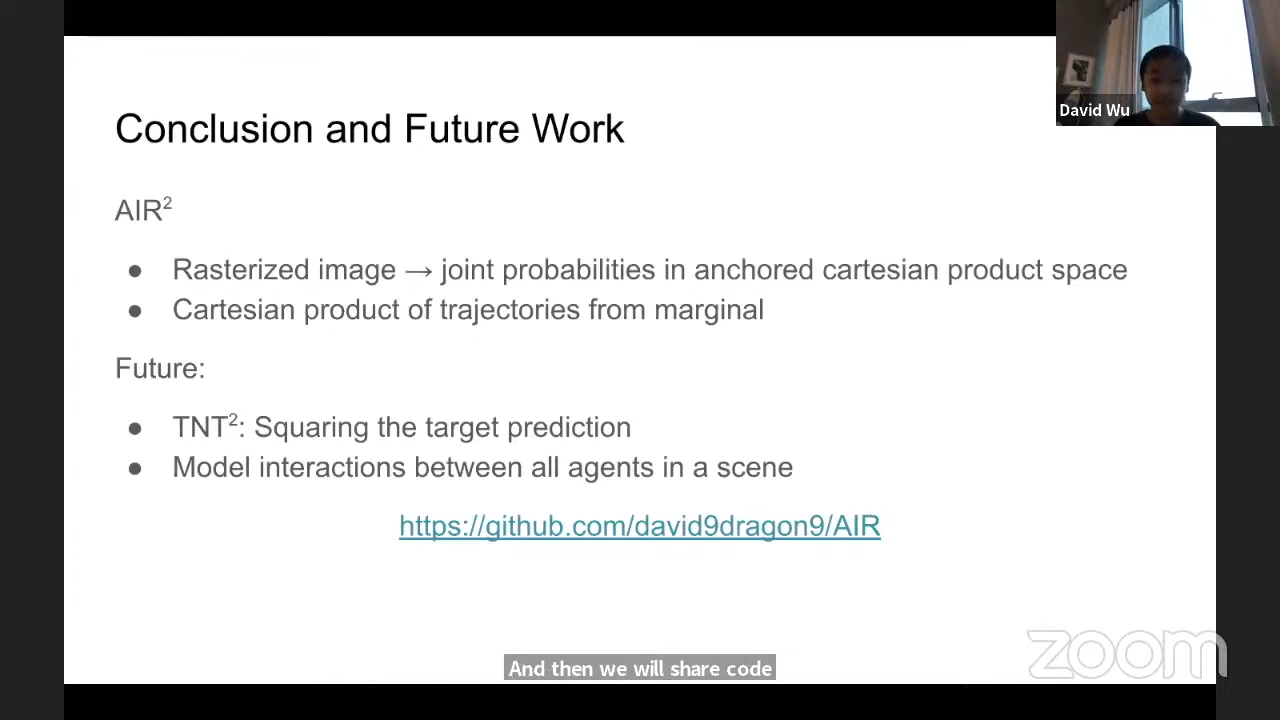 David Wu
Conclusion and Future Work
AIR²
● Rasterized image → joint probabilities in anchored cartesian product space
● Cartesian product of trajectories from marginal
Future:
● TNT²: Squaring the target prediction
● Model interactions between all agents in a scene
https://github.com/david9dragon9/AIR
And then we will share code
zoom